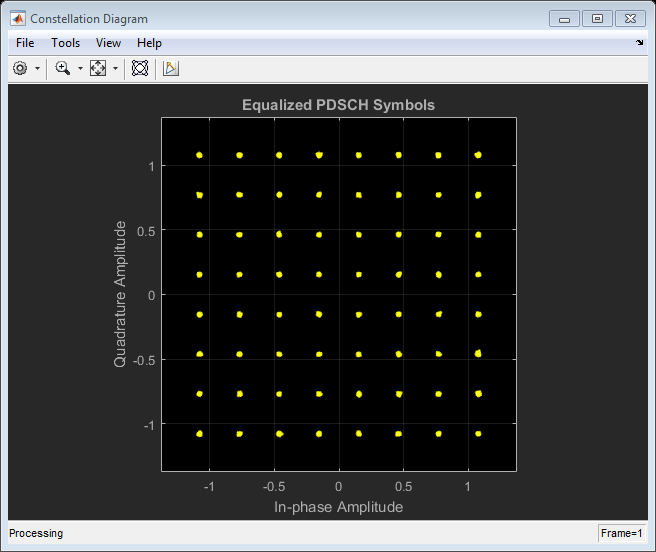 Constellation Diagram
File Tools View Help
Equalized PDSCH Symbols
1
0.5
0
-0.5
-1
Quadrature Amplitude
-1 -0.5 0 0.5 1
In-phase Amplitude
Processing Frame=1